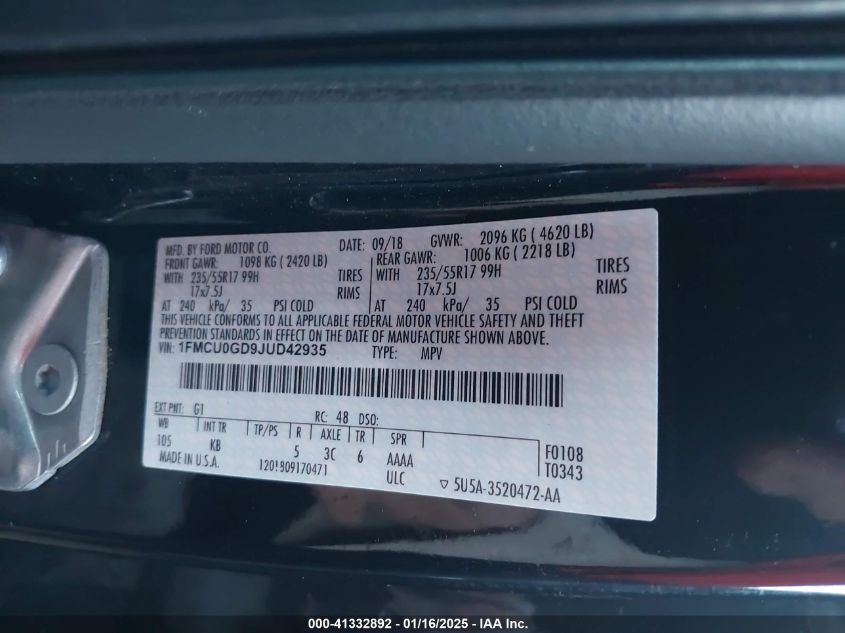 MFD. BY FORD MOTOR CO. DATE: 09/18 GVWR: 2096 KG ( 4620 LB)
FRONT GAWR: 1098 KG ( 2420 LB) REAR GAWR: 1006 KG ( 2218 LB)
WITH 235/55R17 99H TIRES WITH 235/55R17 99H TIRES
17x7.5J RIMS 17x7.5J RIMS
AT 240 kPa/ 35 PSI COLD AT 240 kPa/ 35 PSI COLD
THIS VEHICLE CONFORMS TO ALL APPLICABLE FEDERAL MOTOR VEHICLE SAFETY AND THEFT
PREVENTION STANDARDS IN EFFECT ON THE DATE OF MANUFACTURE SHOWN ABOVE.
VIN: 1FMCU0GD9JUD42935 TYPE: MPV
EXT PNT: G1 RC: 48 DSO:
WB INT TR TP/PS R AXLE TR SPR
105 KB 5 3C 6 AAAA F0108
MADE IN U.S.A. 1201809170471 ULC T0343
▽ 5U5A-3520472-AA
000-41332892 - 01/16/2025 - IAA Inc.